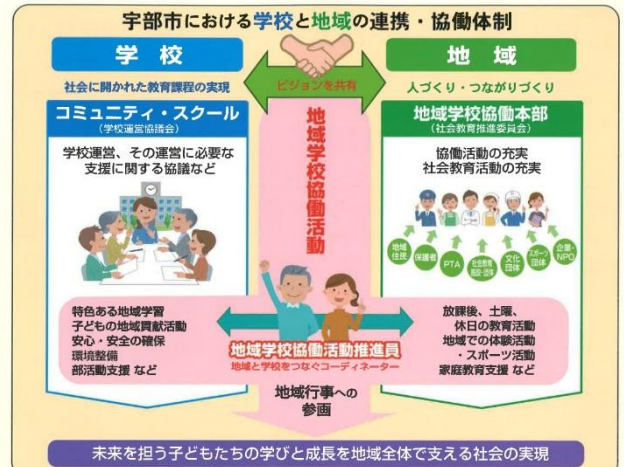 宇部市における学校と地域の連携・協働体制
学校
社会に開かれた教育課程の実現
コミュニティ・スクール
(学校運営協議会)
学校運営、その運営に必要な
支援に関する協議など
ビジョンを共有
地域学校協働活動
地域
人づくり・つながりづくり
地域学校協働本部
(社会教育推進委員会)
協働活動の充実
社会教育活動の充実
地域
住民
保護者
PTA
社会教育
施設・団体
文化
団体
スポーツ
団体
企業・
NPO
特色ある地域学習
子どもの地域貢献活動
安心・安全の確保
環境整備
部活動支援 など
地域学校協働活動推進員
地域と学校をつなぐコーディネーター
放課後、土曜、
休日の教育活動
地域での体験活動
・スポーツ活動
家庭教育支援 など
地域行事への
参画
未来を担う子どもたちの学びと成長を地域全体で支える社会の実現